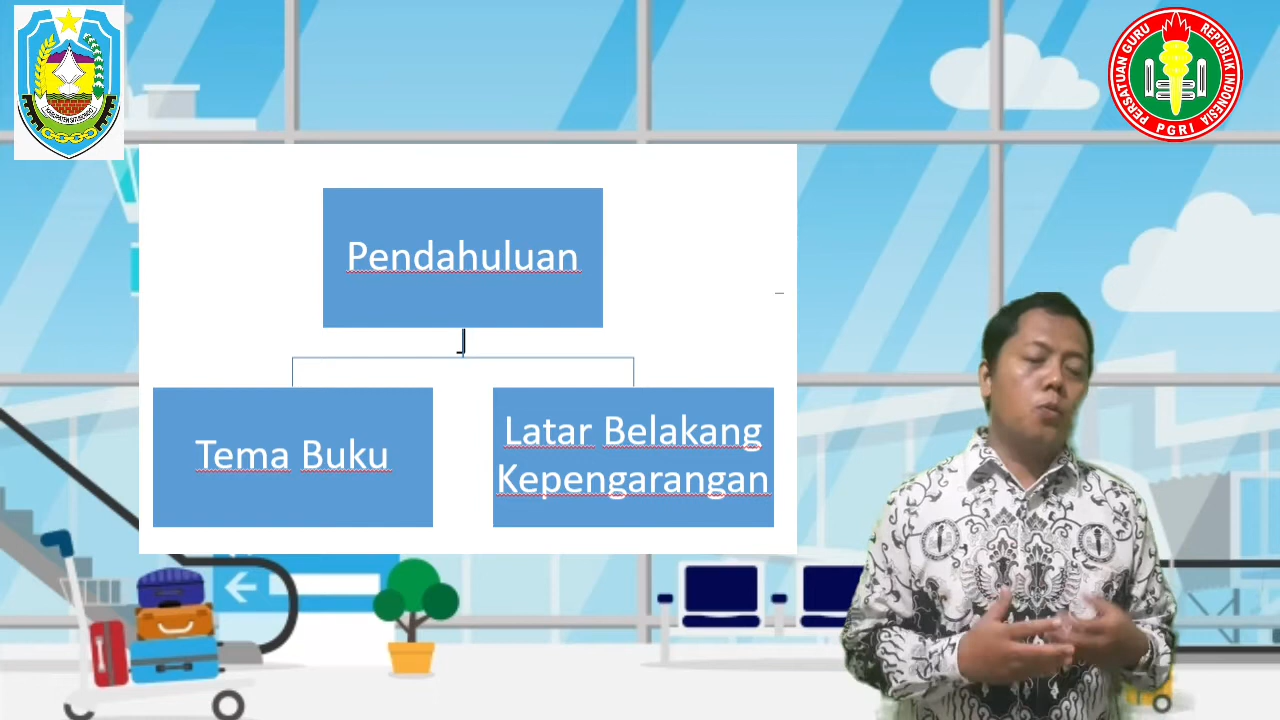 PERSATUAN GURU REPUBLIK INDONESIA
PGRI
Pendahuluan
Tema Buku
Latar Belakang
Kepengarangan